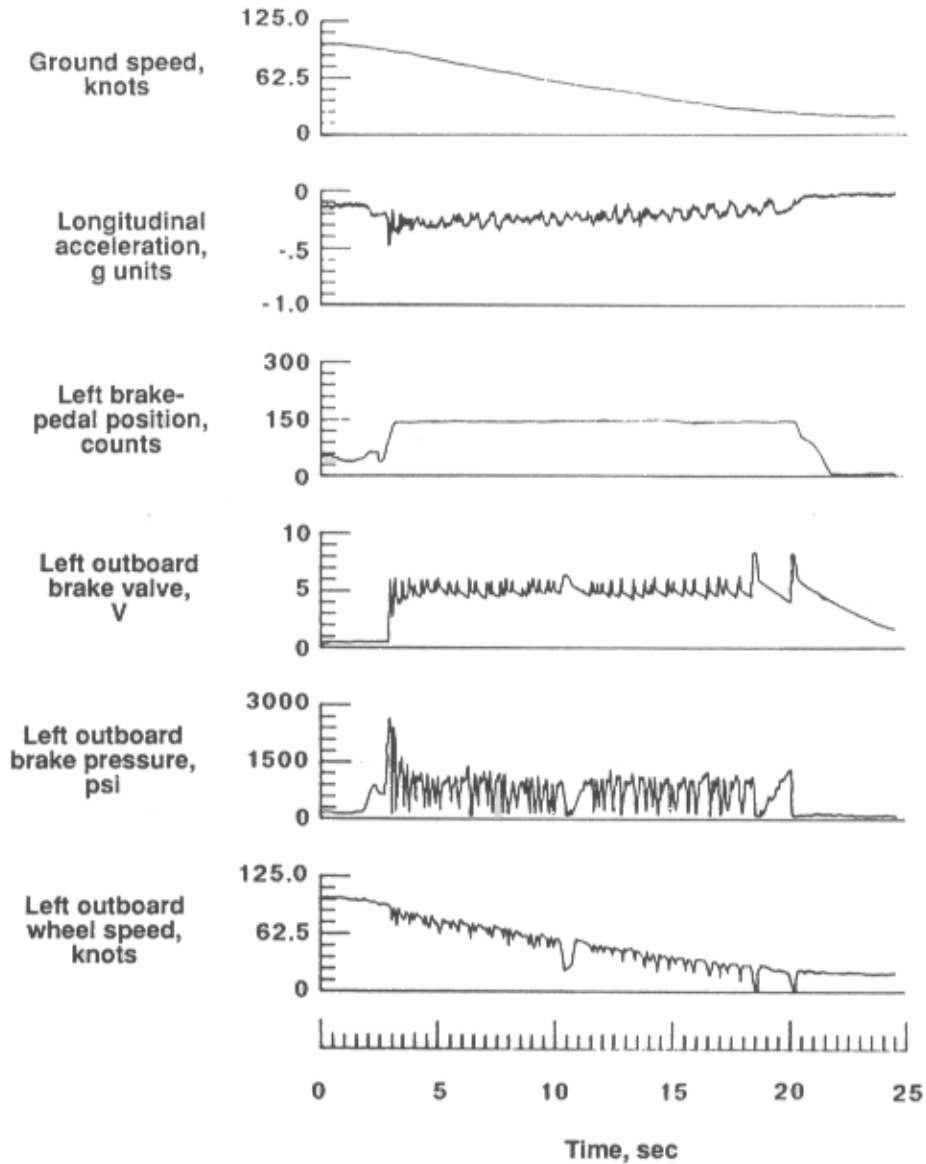 125.0
Ground speed,
knots
62.5
0
0
Longitudinal
acceleration,
g units
-.5
-1.0
300
Left brake-
pedal position,
counts
150
0
10
Left outboard
brake valve,
V
5
0
3000
Left outboard
brake pressure,
psi
1500
0
125.0
Left outboard
wheel speed,
knots
62.5
0
0 5 10 15 20 25
Time, sec